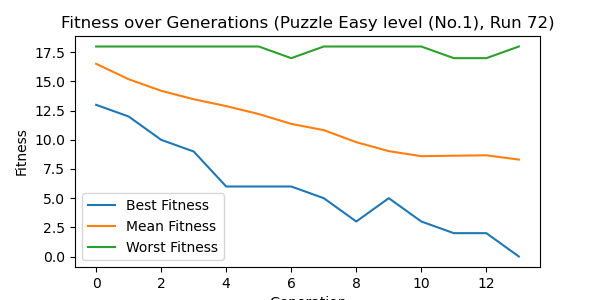 Fitness over Generations (Puzzle Easy level (No.1), Run 72)
Fitness
17.5
15.0
12.5
10.0
7.5
5.0
2.5
0.0
Best Fitness
Mean Fitness
Worst Fitness
0 2 4 6 8 10 12
Generation